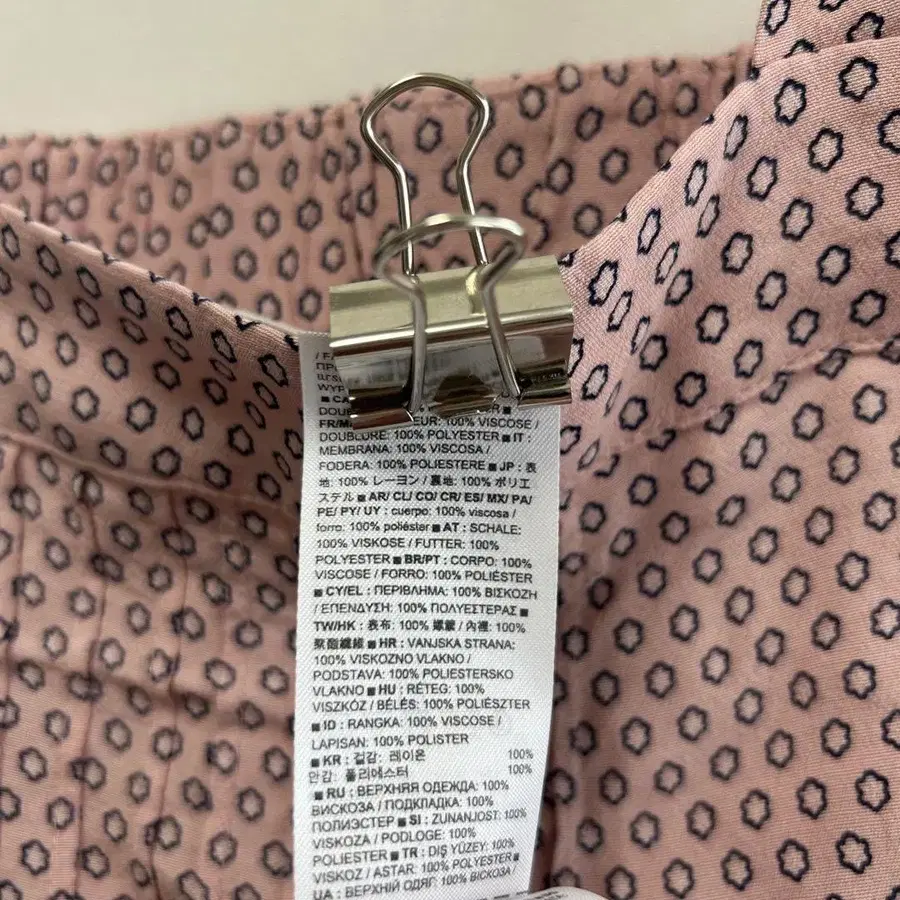 / F
ПР
WYP
■ CA
DOU
FR/M EUR: 100% VISCOSE /
DOUBLURE: 100% POLYESTER ■ IT :
MEMBRANA: 100% VISCOSA /
FODERA: 100% POLIESTERE ■ JP : 表
地: 100% レーヨン / 裏地: 100% ポリエ
ステル ■ AR/ CL/ CO/ CR/ ES/ MX/ PA/
PE/ PY/ UY : cuerpo: 100% viscosa /
forro: 100% poliéster ■ AT : SCHALE:
100% VISKOSE / FUTTER: 100%
POLYESTER ■ BR/PT : CORPO: 100%
VISCOSE / FORRO: 100% POLIÉSTER
■ CY/EL : ΠΕΡΙΒΛΗΜΑ: 100% ΒΙΣΚΟΖΗ
/ ΕΠΕΝΔΥΣΗ: 100% ΠΟΛΥΕΣΤΕΡΑΣ ■
TW/HK : 表布: 100% 嫘縈 / 內裡: 100%
聚酯纖維 ■ HR : VANJSKA STRANA:
100% VISKOZNO VLAKNO /
PODSTAVA: 100% POLIESTERSKO
VLAKNO ■ HU : RÉTEG: 100%
VISZKÓZ / BÉLÉS: 100% POLIÉSZTER
■ ID : RANGKA: 100% VISCOSE /
LAPISAN: 100% POLISTER
■ KR : 겉감: 레이온 100%
안감: 폴리에스터 100%
■ RU : ВЕРХНЯЯ ОДЕЖДА: 100%
ВИСКОЗА / ПОДКЛАДКА: 100%
ПОЛИЭСТЕР ■ SI : ZUNANJOST: 100%
VISKOZA / PODLOGE: 100%
POLIESTER ■ TR : DIŞ YÜZEY: 100%
VISKOZ / ASTAR: 100% POLYESTER ■
UA : ВЕРХНІЙ ОДЯГ: 100% ВІ